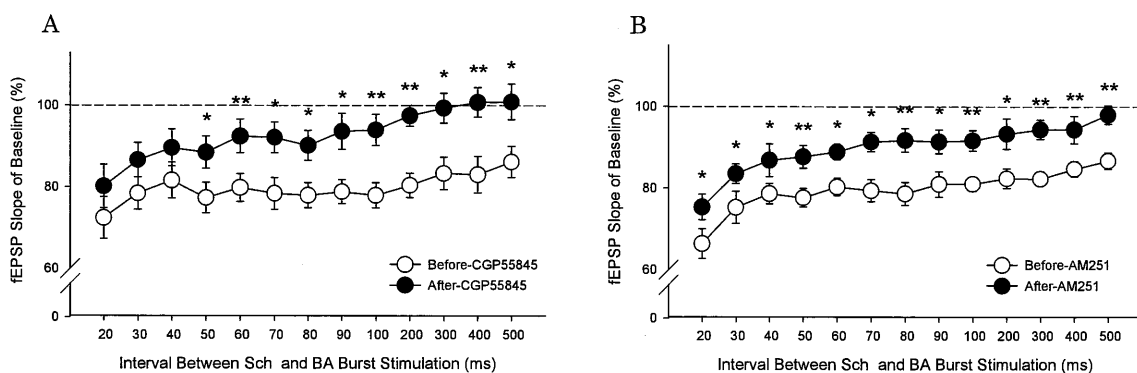 A
fEPSP Slope of Baseline (%)
100
80
60
0
* ** * * * ** ** * ** *
Before-CGP55845
After-CGP55845
20 30 40 50 60 70 80 90 100 200 300 400 500
Interval Between Sch and BA Burst Stimulation (ms)
B
fEPSP Slope of Baseline (%)
100
80
60
0
* * * ** * * ** * ** * ** ** **
Before-AM251
After-AM251
20 30 40 50 60 70 80 90 100 200 300 400 500
Interval Between Sch and BA Burst Stimulation (ms)